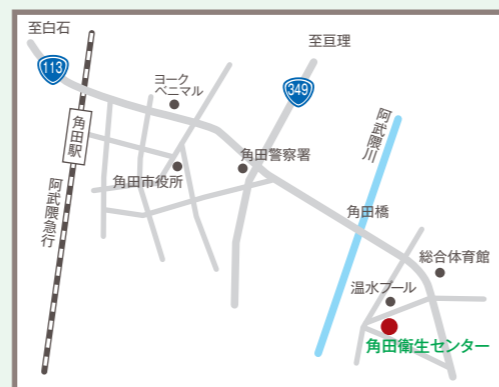 至白石
113
ヨーク
ベニマル
至亘理
349
角田駅
阿武隈川
角田警察署
角田市役所
阿武隈急行
角田橋
総合体育館
温水プール
角田衛生センター